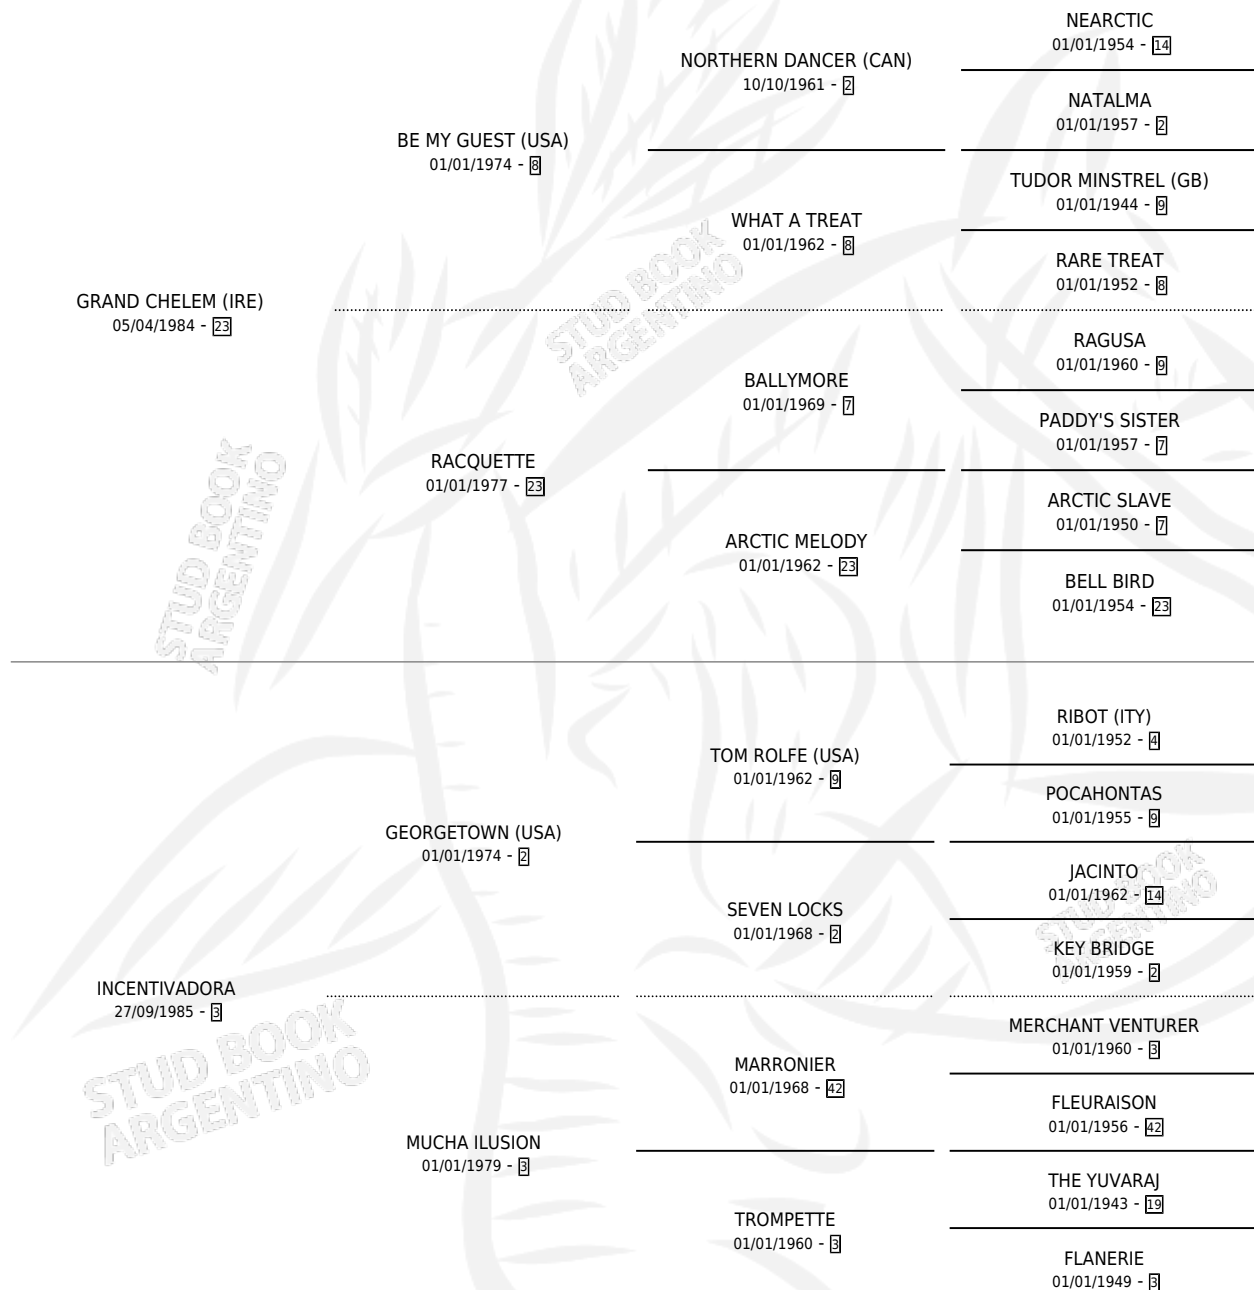 NEARCTIC
01/01/1954 - 14
NORTHERN DANCER (CAN)
10/10/1961 - 2
NATALMA
01/01/1957 - 2
BE MY GUEST (USA)
01/01/1974 - 8
TUDOR MINSTREL (GB)
01/01/1944 - 9
WHAT A TREAT
01/01/1962 - 8
RARE TREAT
01/01/1952 - 8
GRAND CHELEM (IRE)
05/04/1984 - 23
RAGUSA
01/01/1960 - 9
BALLYMORE
01/01/1969 - 7
PADDY'S SISTER
01/01/1957 - 7
RACQUETTE
01/01/1977 - 23
ARCTIC SLAVE
01/01/1950 - 7
ARCTIC MELODY
01/01/1962 - 23
BELL BIRD
01/01/1954 - 23
RIBOT (ITY)
01/01/1952 - 4
TOM ROLFE (USA)
01/01/1962 - 9
POCAHONTAS
01/01/1955 - 9
GEORGETOWN (USA)
01/01/1974 - 2
JACINTO
01/01/1962 - 14
SEVEN LOCKS
01/01/1968 - 2
KEY BRIDGE
01/01/1959 - 2
INCENTIVADORA
27/09/1985 - 3
MERCHANT VENTURER
01/01/1960 - 3
MARRONIER
01/01/1968 - 42
FLEURAISON
01/01/1956 - 42
MUCHA ILUSION
01/01/1979 - 3
THE YUVARAJ
01/01/1943 - 19
TROMPETTE
01/01/1960 - 3
FLANERIE
01/01/1949 - 3
STUD BOOK
ARGENTINO
STUD BOOK
ARGENTINO
STUD BOOK
ARGENTINO
STUD BOOK
ARGENTINO